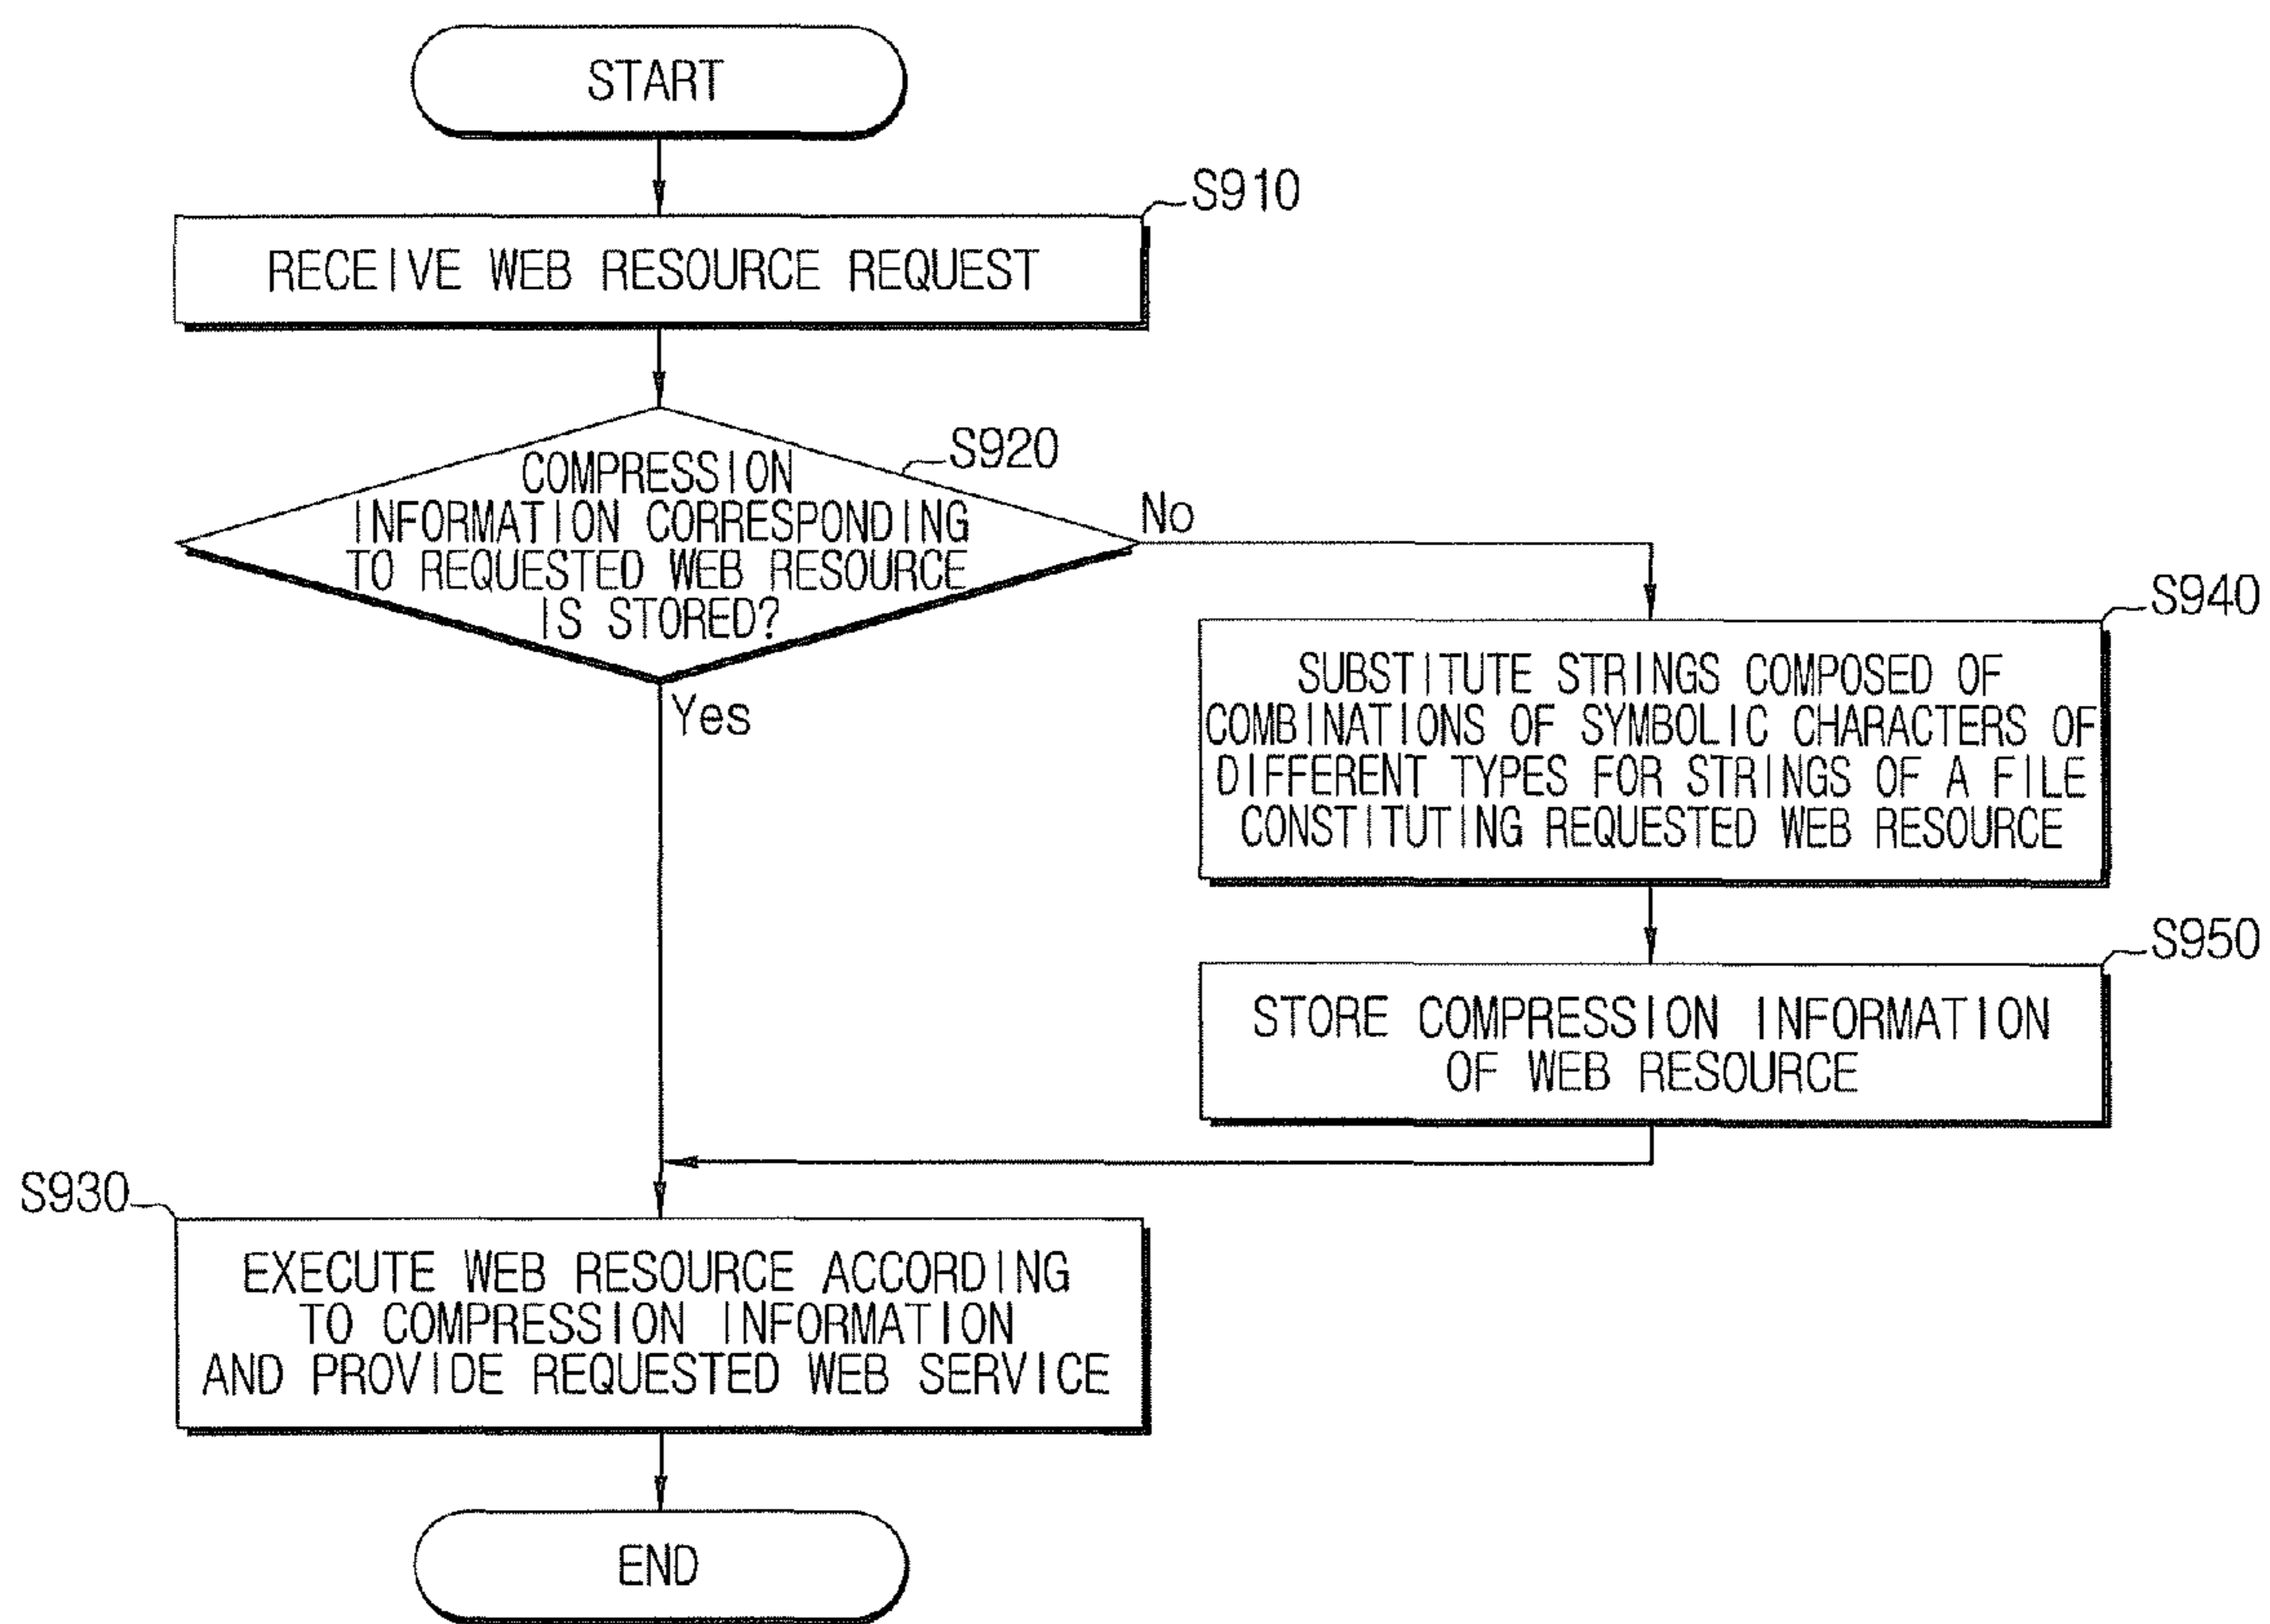 START
S910
RECEIVE WEB RESOURCE REQUEST
S920
COMPRESSION
INFORMATION CORRESPONDING
TO REQUESTED WEB RESOURCE
IS STORED?
No
Yes
S940
SUBSTITUTE STRINGS COMPOSED OF
COMBINATIONS OF SYMBOLIC CHARACTERS OF
DIFFERENT TYPES FOR STRINGS OF A FILE
CONSTITUTING REQUESTED WEB RESOURCE
S950
STORE COMPRESSION INFORMATION
OF WEB RESOURCE
S930
EXECUTE WEB RESOURCE ACCORDING
TO COMPRESSION INFORMATION
AND PROVIDE REQUESTED WEB SERVICE
END